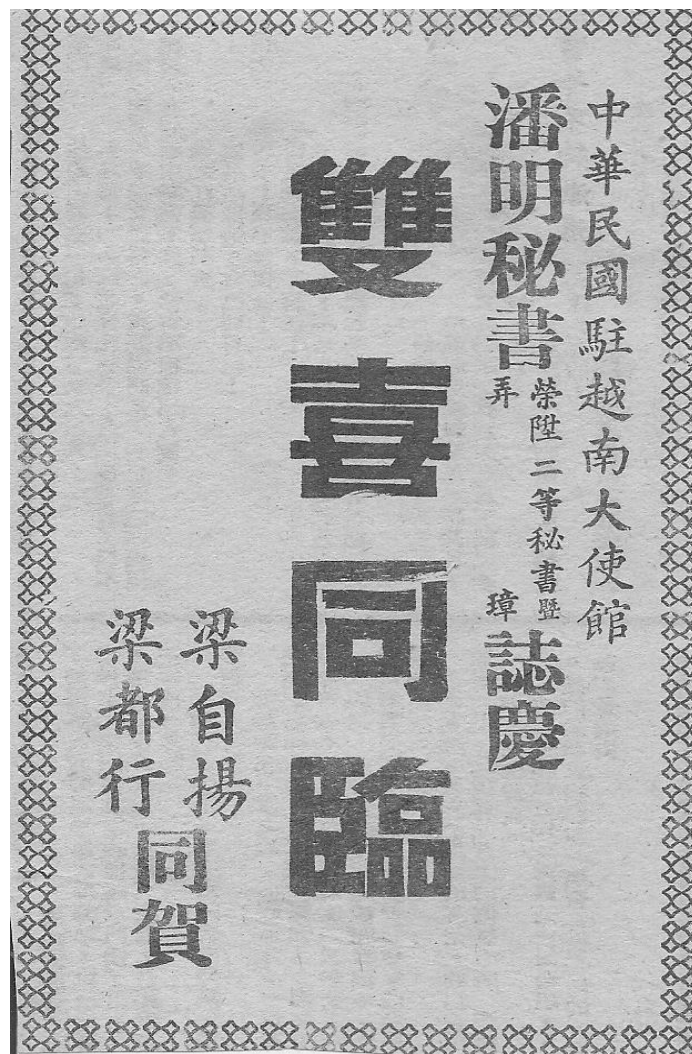 中華民國駐越南大使館
潘明秘書
榮陞二等秘書暨
弄璋
誌慶
雙喜同臨
梁自揚
梁都行
同賀